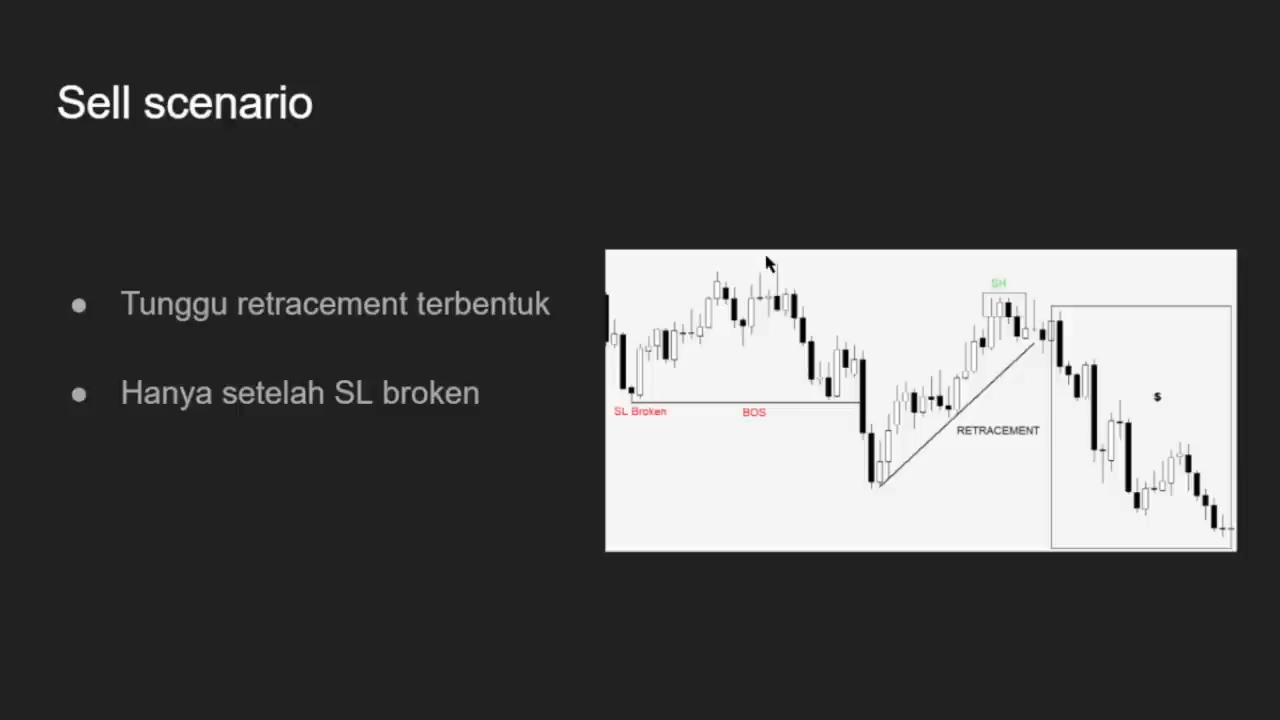 Sell scenario
● Tunggu retracement terbentuk
● Hanya setelah SL broken
SH
SL Broken
BOS
RETRACEMENT
$